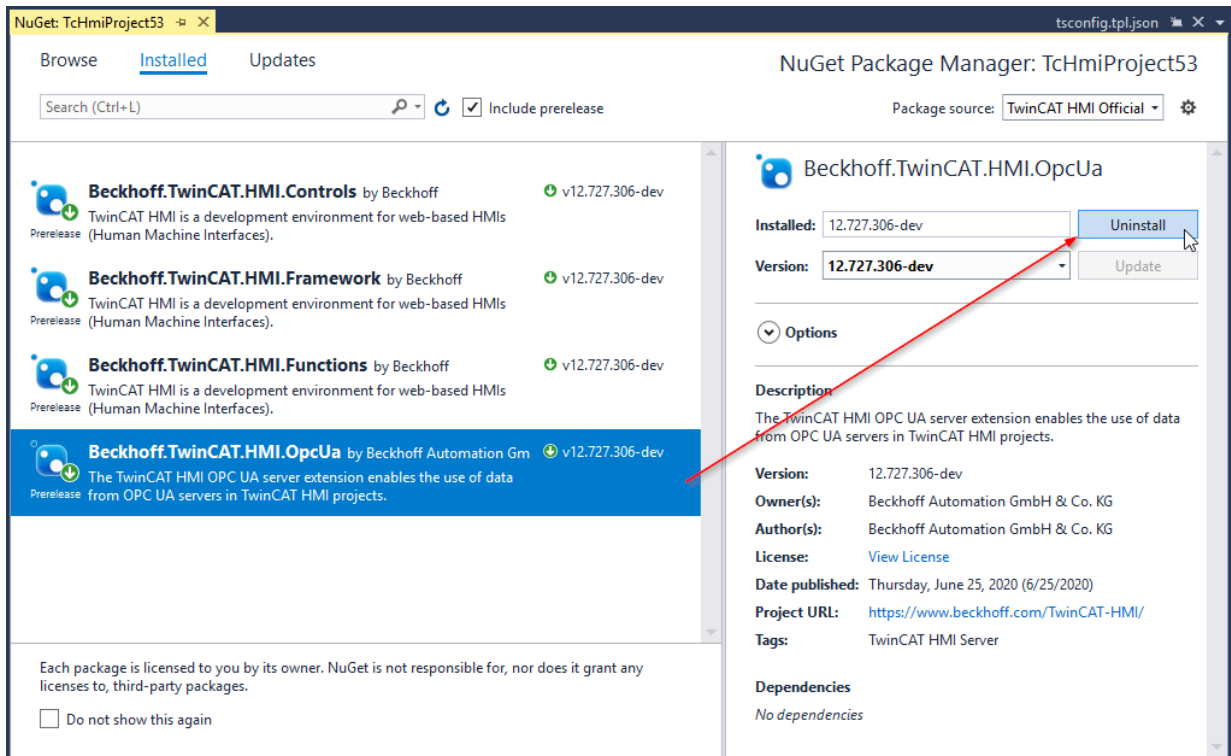 NuGet: TcHmiProject53
tsconfig.tpl.json
Browse Installed Updates
NuGet Package Manager: TcHmiProject53
Search (Ctrl+L)
Include prerelease
Package source: TwinCAT HMI Official
Beckhoff.TwinCAT.HMI.Controls by Beckhoff v12.727.306-dev
TwinCAT HMI is a development environment for web-based HMIs
Prerelease (Human Machine Interfaces).
Beckhoff.TwinCAT.HMI.Framework by Beckhoff v12.727.306-dev
TwinCAT HMI is a development environment for web-based HMIs
Prerelease (Human Machine Interfaces).
Beckhoff.TwinCAT.HMI.Functions by Beckhoff v12.727.306-dev
TwinCAT HMI is a development environment for web-based HMIs
Prerelease (Human Machine Interfaces).
Beckhoff.TwinCAT.HMI.OpcUa by Beckhoff Automation Gm v12.727.306-dev
The TwinCAT HMI OPC UA server extension enables the use of data
Prerelease from OPC UA servers in TwinCAT HMI projects.
Each package is licensed to you by its owner. NuGet is not responsible for, nor does it grant any
licenses to, third-party packages.
Do not show this again
Beckhoff.TwinCAT.HMI.OpcUa
Installed: 12.727.306-dev Uninstall
Version: 12.727.306-dev Update
Options
Description
The TwinCAT HMI OPC UA server extension enables the use of data
from OPC UA servers in TwinCAT HMI projects.
Version: 12.727.306-dev
Owner(s): Beckhoff Automation GmbH & Co. KG
Author(s): Beckhoff Automation GmbH & Co. KG
License: View License
Date published: Thursday, June 25, 2020 (6/25/2020)
Project URL: https://www.beckhoff.com/TwinCAT-HMI/
Tags: TwinCAT HMI Server
Dependencies
No dependencies